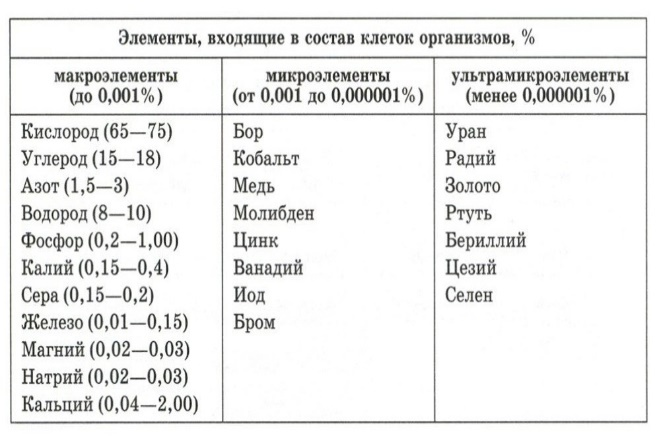 Элементы, входящие в состав клеток организмов, %
макроэлементы
(до 0,001%)
микроэлементы
(от 0,001 до 0,000001%)
ультрамикроэлементы
(менее 0,000001%)
Кислород (65—75)
Углерод (15—18)
Азот (1,5—3)
Водород (8—10)
Фосфор (0,2—1,00)
Калий (0,15—0,4)
Сера (0,15—0,2)
Железо (0,01—0,15)
Магний (0,02—0,03)
Натрий (0,02—0,03)
Кальций (0,04—2,00)
Бор
Кобальт
Медь
Молибден
Цинк
Ванадий
Иод
Бром
Уран
Радий
Золото
Ртуть
Бериллий
Цезий
Селен